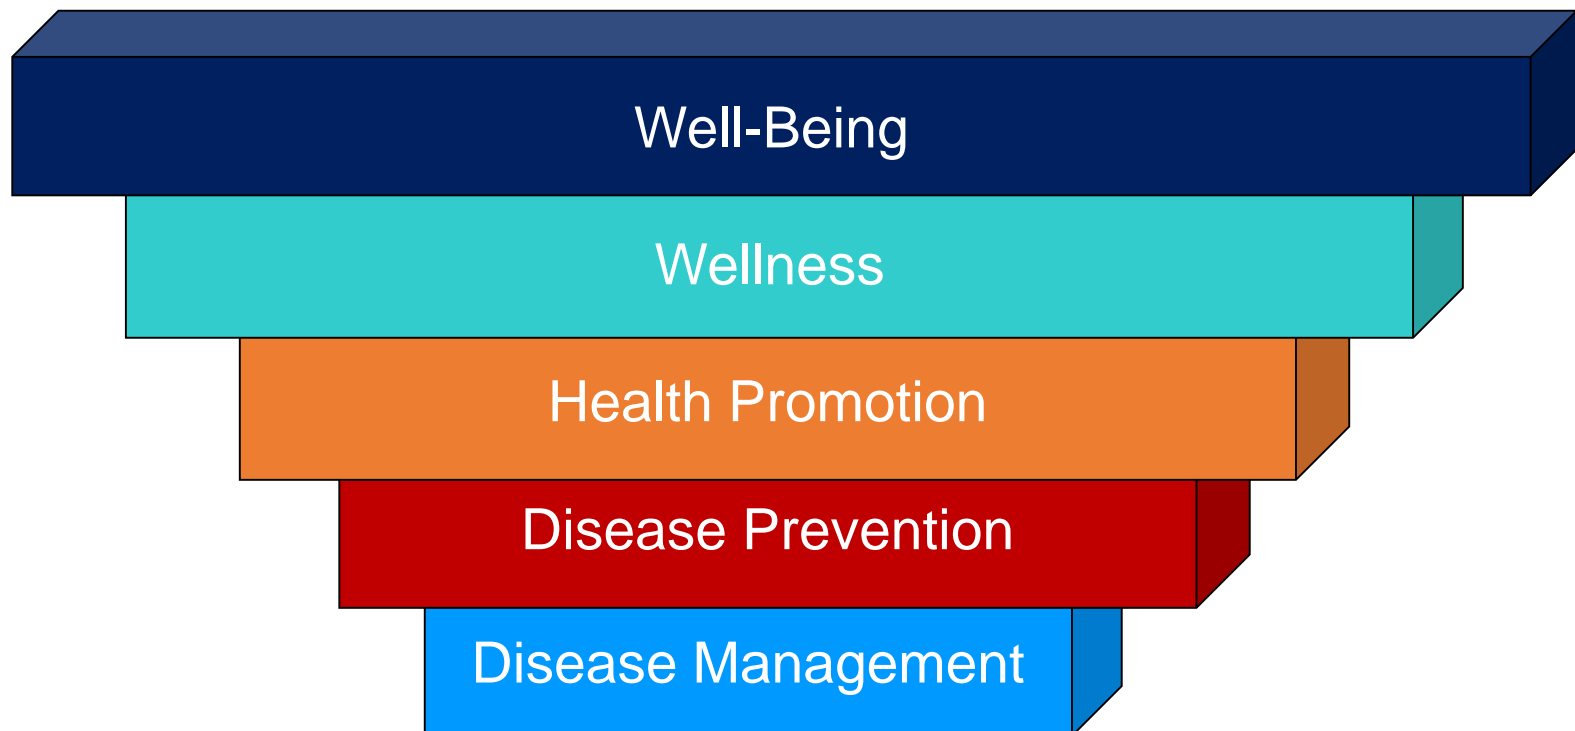 Well-Being
Wellness
Health Promotion
Disease Prevention
Disease Management